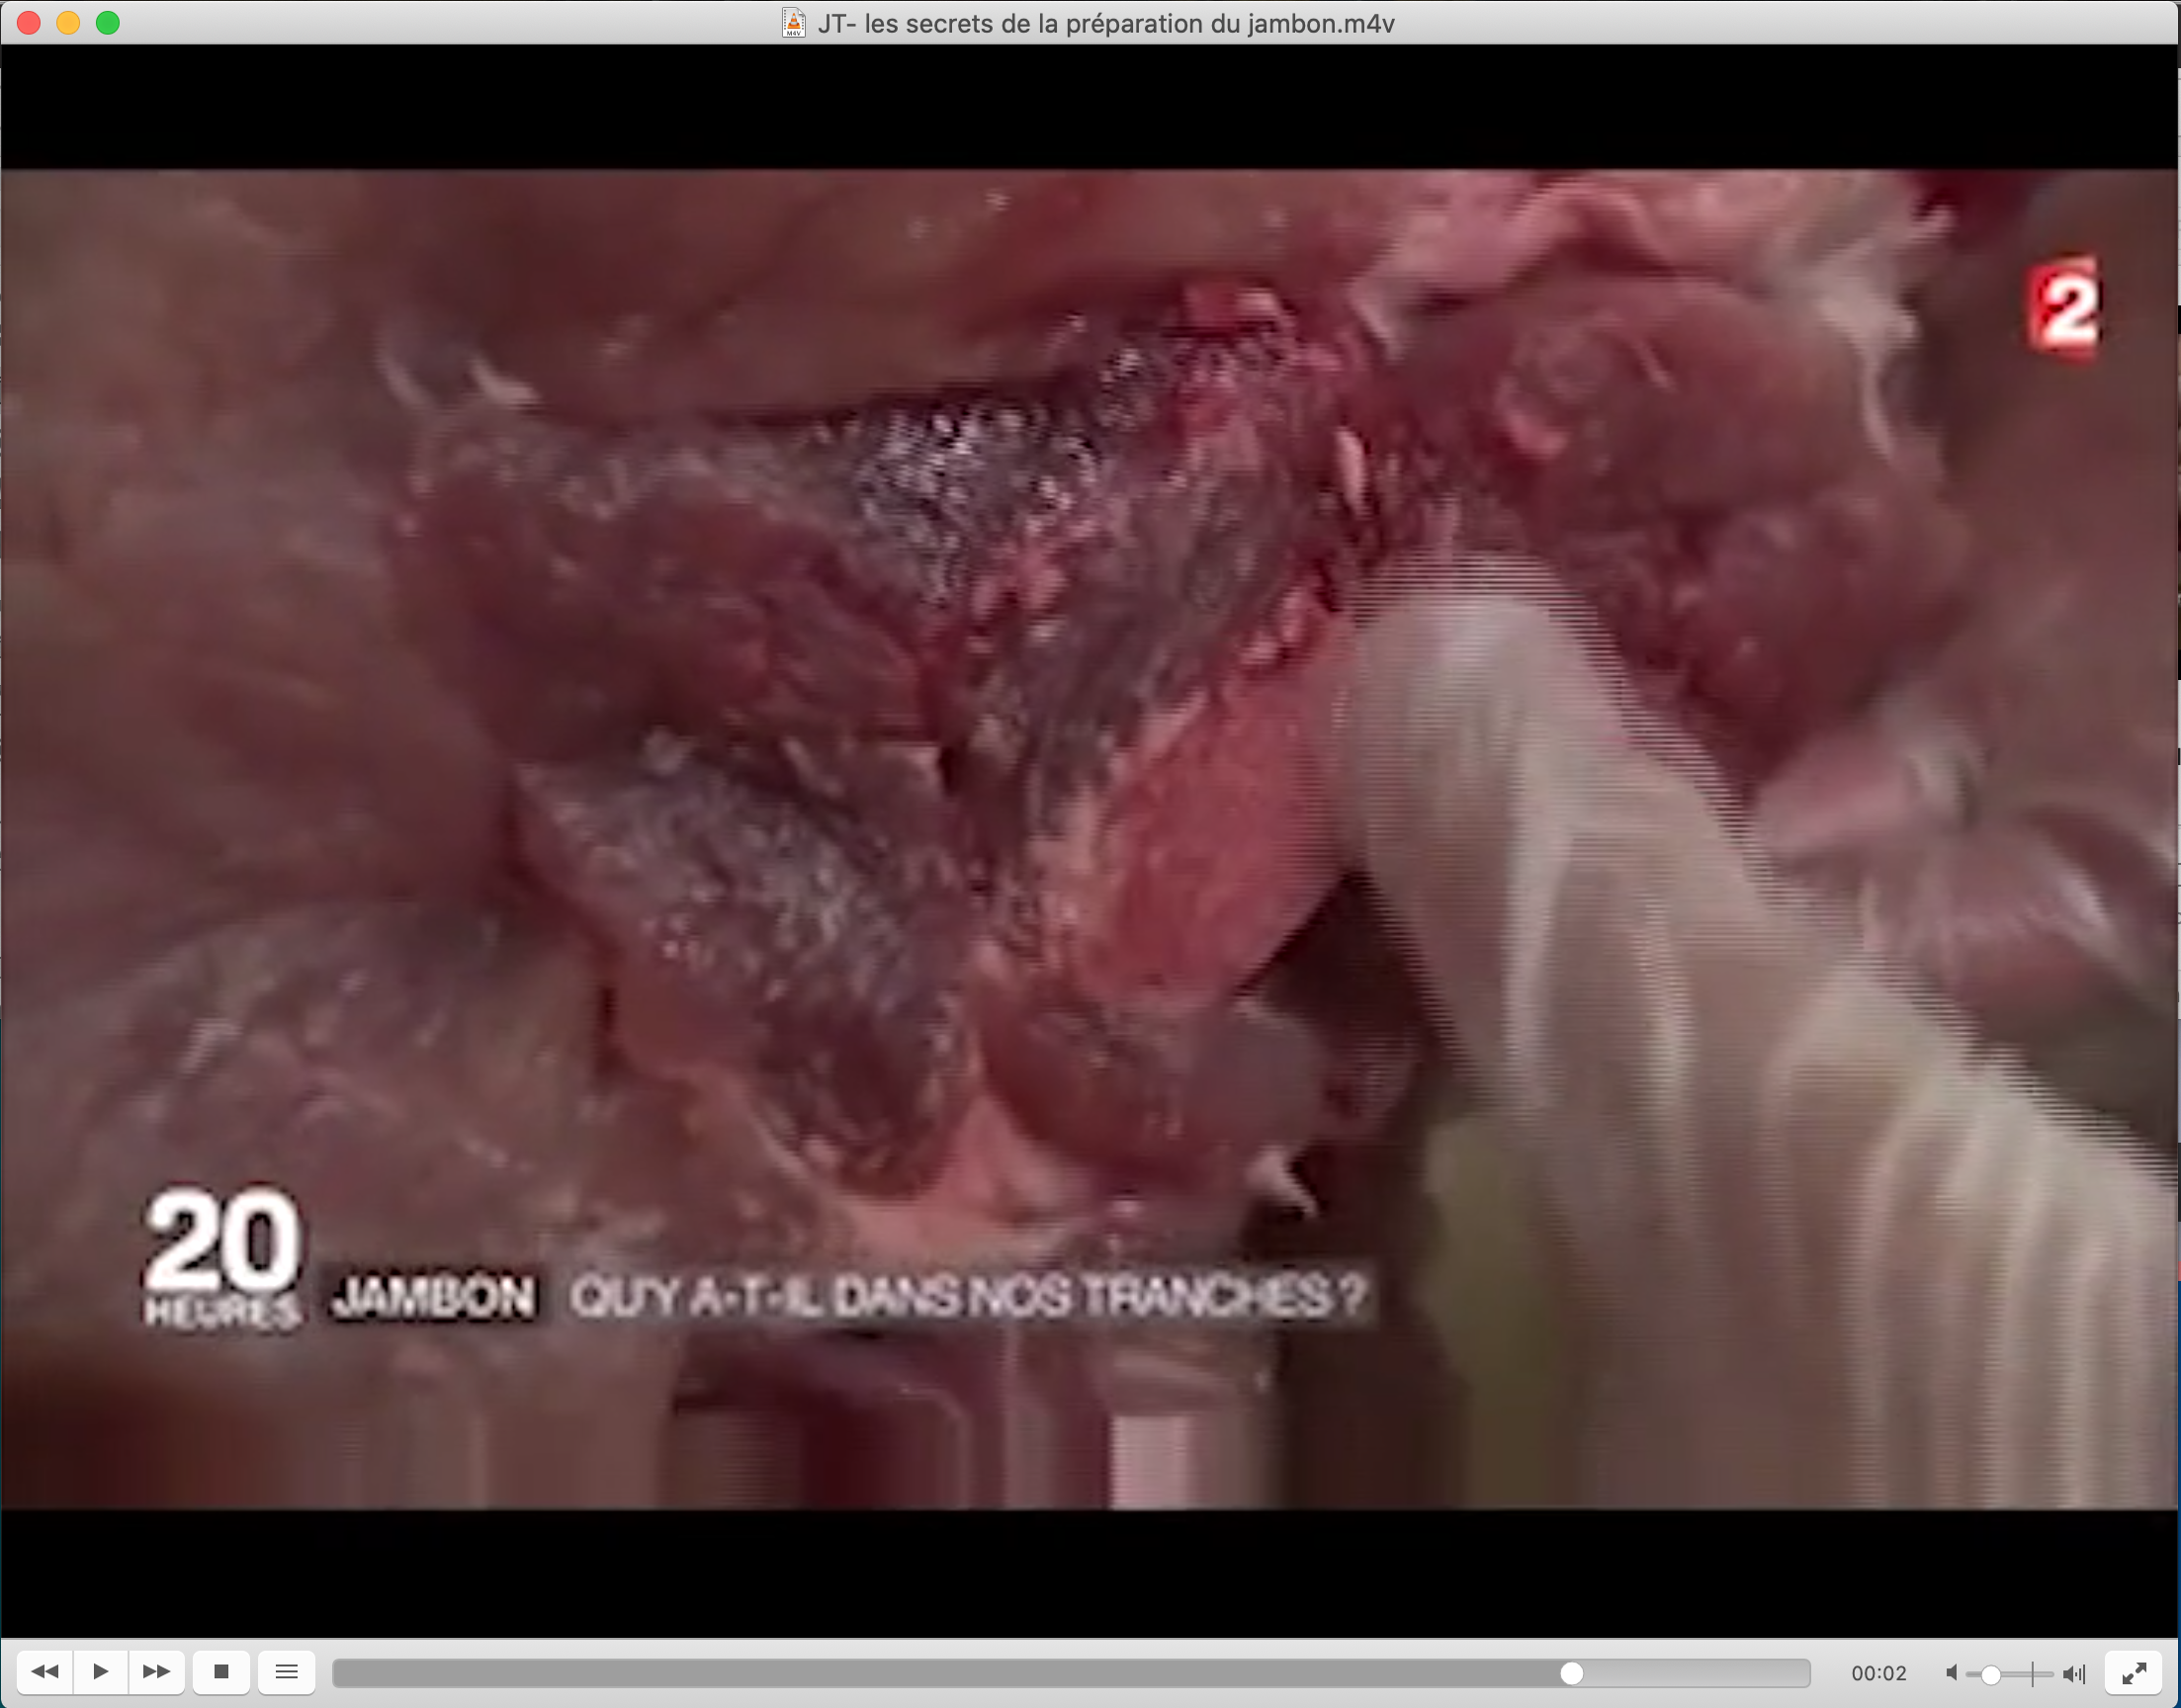 JT- les secrets de la préparation du jambon.m4v
2
20
HEURES
JAMBON QU'Y A-T-IL DANS NOS TRANCHES ?
00:02